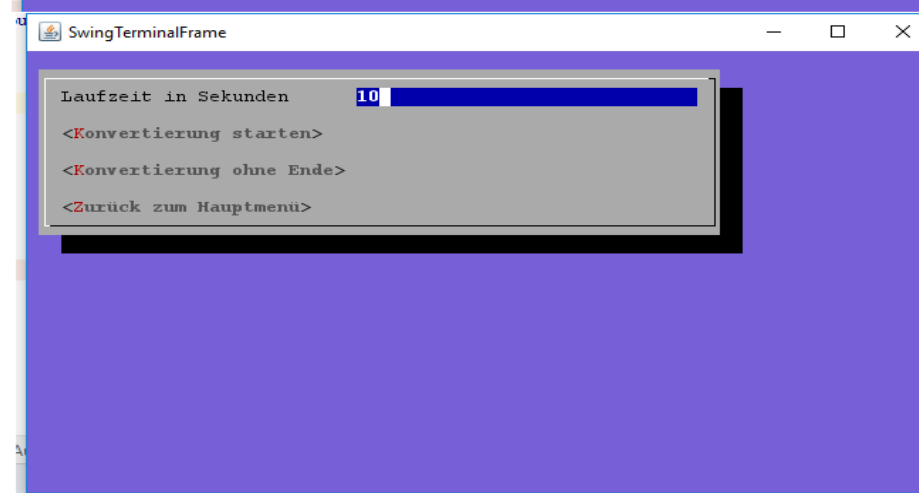 SwingTerminalFrame
Laufzeit in Sekunden 10
<Konvertierung starten>
<Konvertierung ohne Ende>
<Zurück zum Hauptmenü>